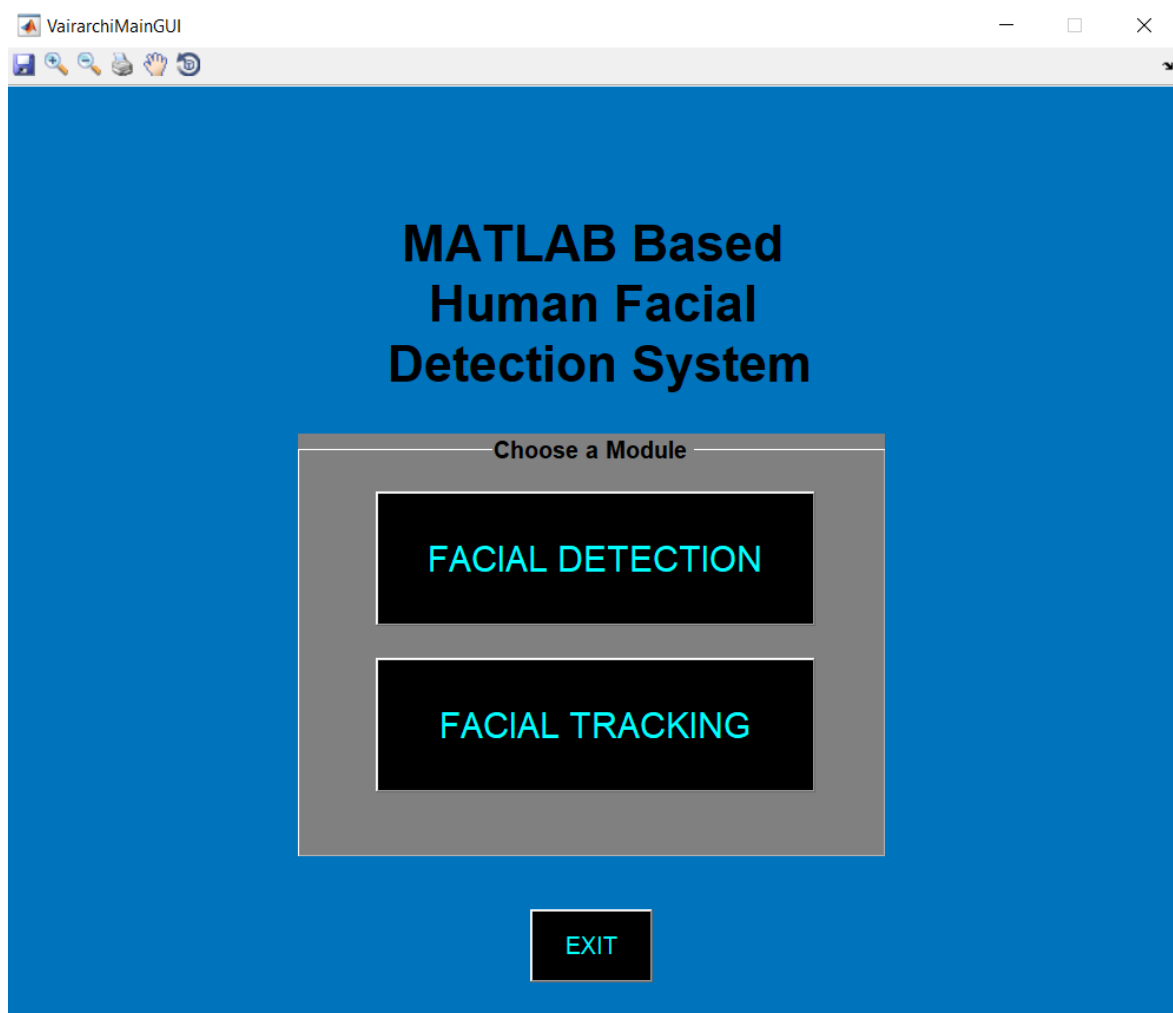 VairarchiMainGUI
MATLAB Based
Human Facial
Detection System
Choose a Module
FACIAL DETECTION
FACIAL TRACKING
EXIT